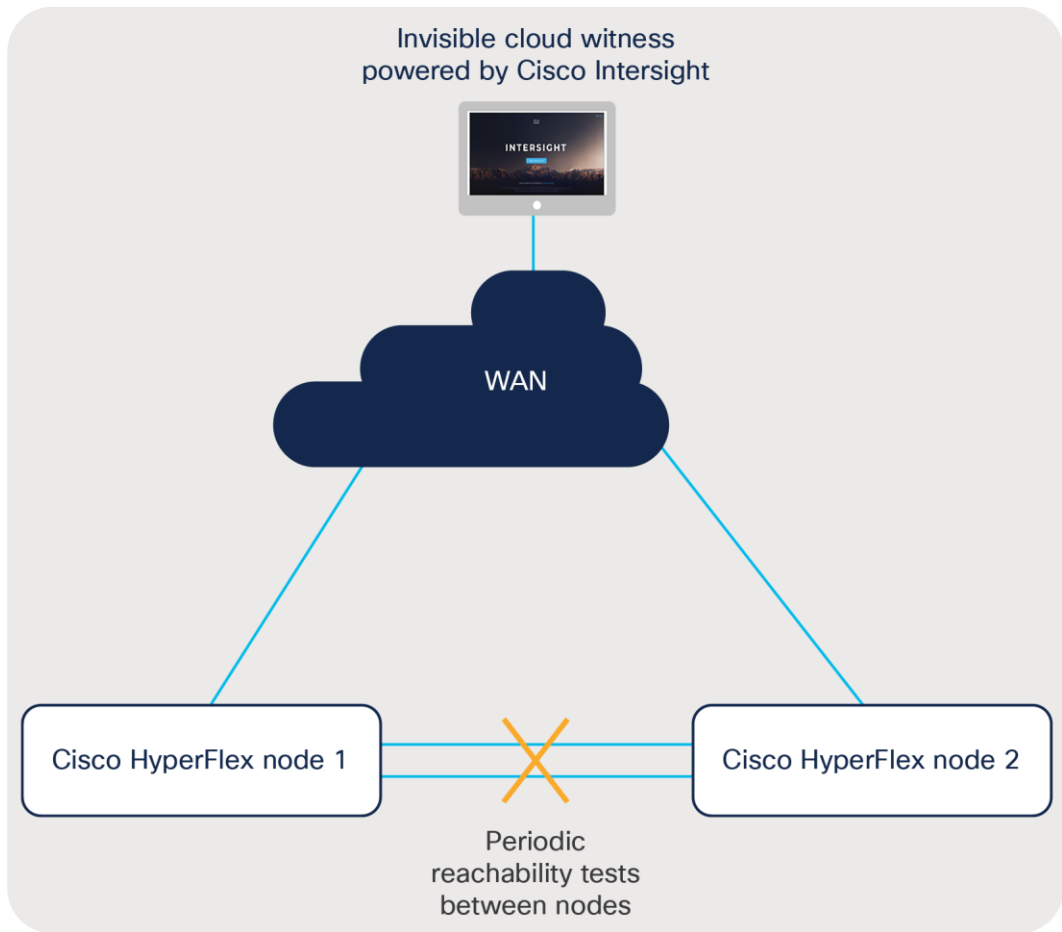 Invisible cloud witness
powered by Cisco Intersight
INTERSIGHT
WAN
Cisco HyperFlex node 1
Cisco HyperFlex node 2
Periodic
reachability tests
between nodes